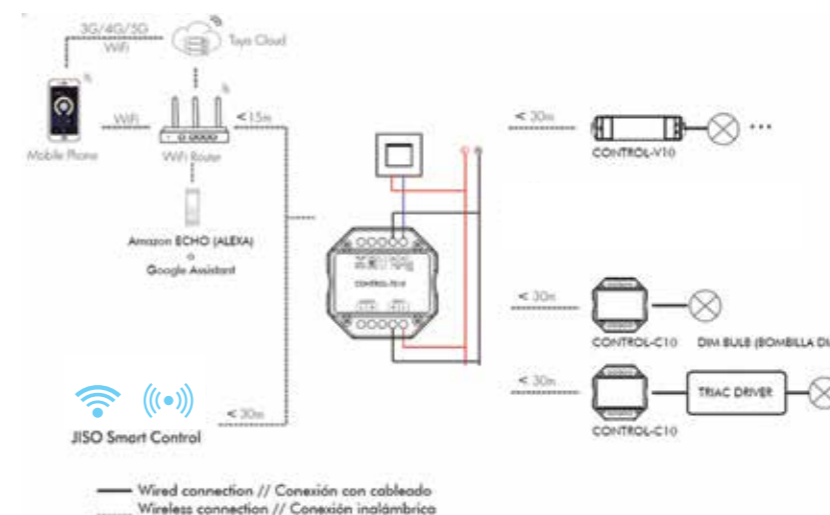 3G/4G/5G
WiFi
Tuya Cloud
WiFi
< 15m
Mobile Phone
WiFi Router
Amazon ECHO (ALEXA)
o
Google Assistant
JISO Smart Control
< 30m
< 30m
CONTROL-V10
...
< 30m
CONTROL-C10
DIM BULB (BOMBILLA DI
< 30m
TRIAC DRIVER
CONTROL-C10
Wired connection // Conexión con cableado
Wireless connection // Conexión inalámbrica